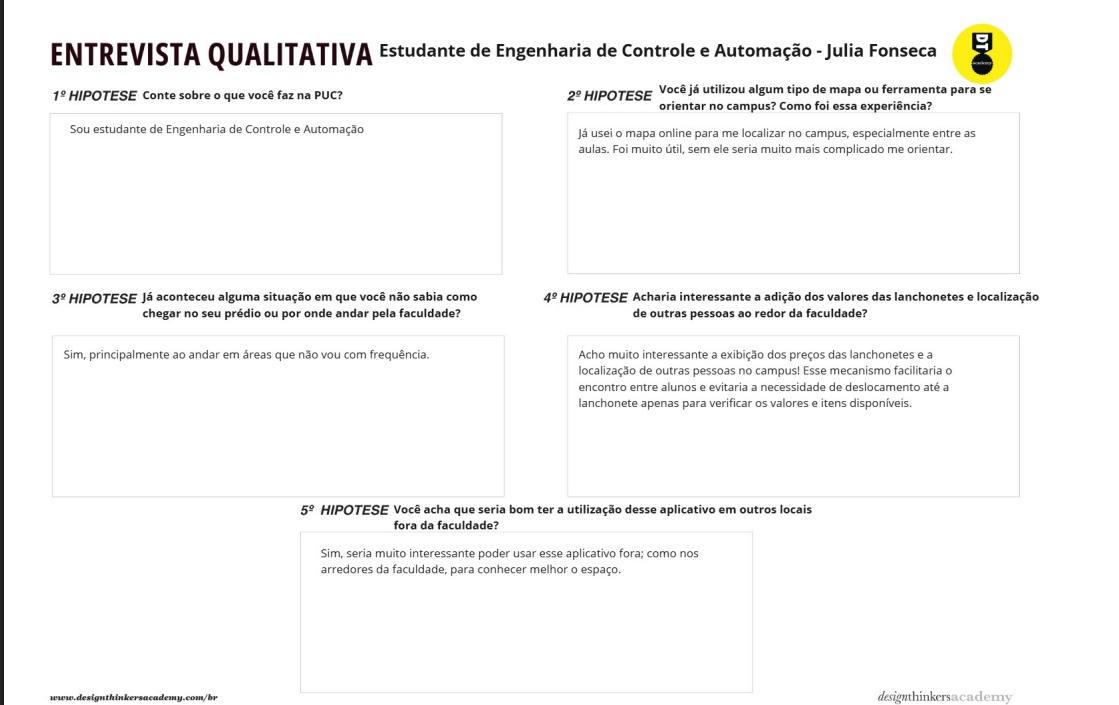 ENTREVISTA QUALITATIVA Estudante de Engenharia de Controle e Automação - Julia Fonseca
DT
academy
1º HIPOTESE Conte sobre o que você faz na PUC?
Sou estudante de Engenharia de Controle e Automação
2º HIPOTESE Você já utilizou algum tipo de mapa ou ferramenta para se
orientar no campus? Como foi essa experiência?
Já usei o mapa online para me localizar no campus, especialmente entre as
aulas. Foi muito útil, sem ele seria muito mais complicado me orientar.
3º HIPOTESE Já aconteceu alguma situação em que você não sabia como
chegar no seu prédio ou por onde andar pela faculdade?
Sim, principalmente ao andar em áreas que não vou com frequência.
4º HIPOTESE Acharia interessante a adição dos valores das lanchonetes e localização
de outras pessoas ao redor da faculdade?
Acho muito interessante a exibição dos preços das lanchonetes e a
localização de outras pessoas no campus! Esse mecanismo facilitaria o
encontro entre alunos e evitaria a necessidade de deslocamento até a
lanchonete apenas para verificar os valores e itens disponíveis.
5º HIPOTESE Você acha que seria bom ter a utilização desse aplicativo em outros locais
fora da faculdade?
Sim, seria muito interessante poder usar esse aplicativo fora; como nos
arredores da faculdade, para conhecer melhor o espaço.
www.designthinkersacademy.com/br
designthinkersacademy